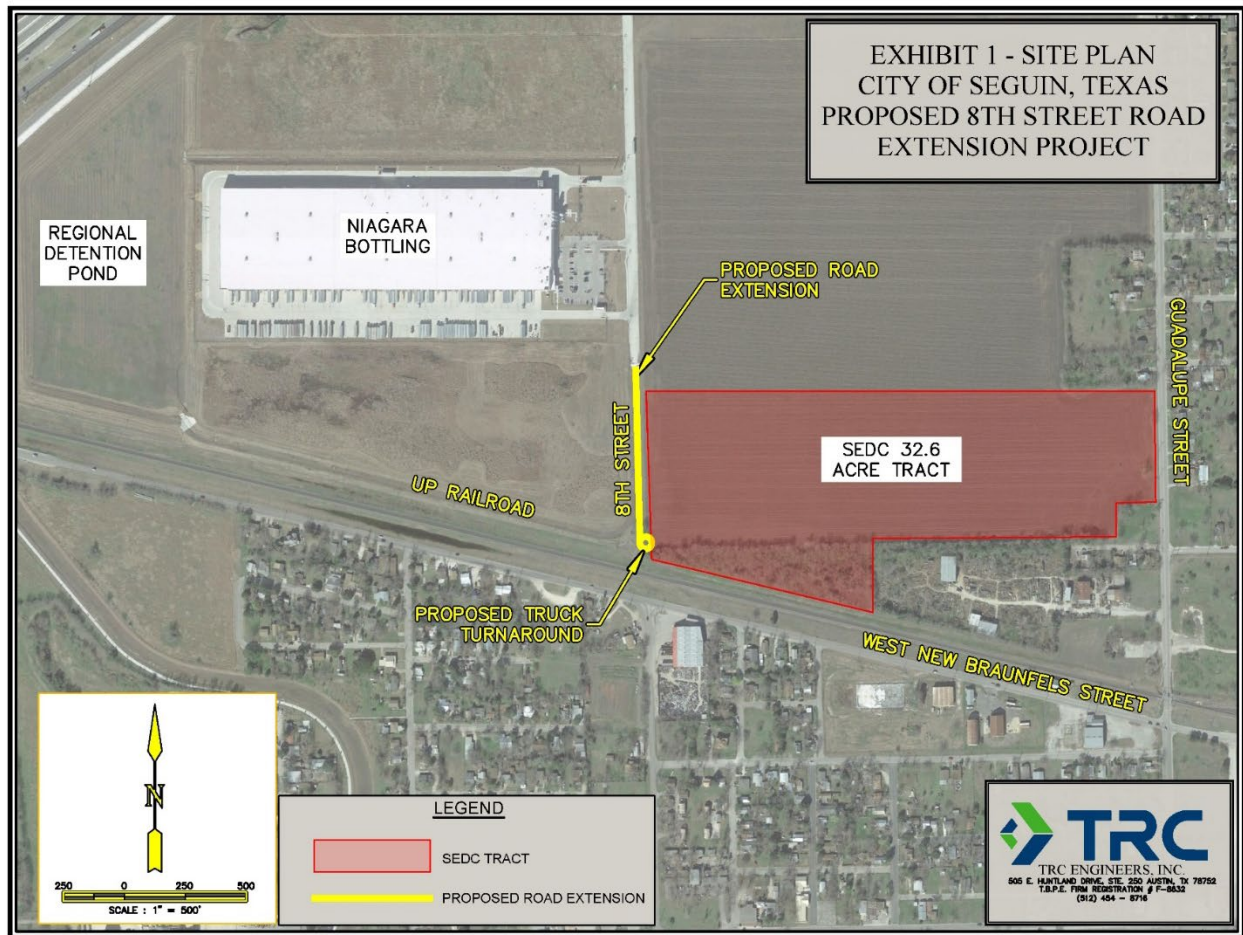 EXHIBIT 1 - SITE PLAN
CITY OF SEGUIN, TEXAS
PROPOSED 8TH STREET ROAD
EXTENSION PROJECT
REGIONAL
DETENTION
POND
NIAGARA
BOTTLING
PROPOSED ROAD
EXTENSION
GUADALUPE STREET
8TH STREET
SEDC 32.6
ACRE TRACT
UP RAILROAD
PROPOSED TRUCK
TURNAROUND
WEST NEW BRAUNFELS STREET
N
250 0 250 500
SCALE : 1" = 500'
LEGEND
SEDC TRACT
PROPOSED ROAD EXTENSION
TRC
TRC ENGINEERS, INC.
505 E. HUNTLAND DRIVE, STE. 250 AUSTIN, TX 78752
T.B.P.E. FIRM REGISTRATION # F-8632
(512) 454 - 8716